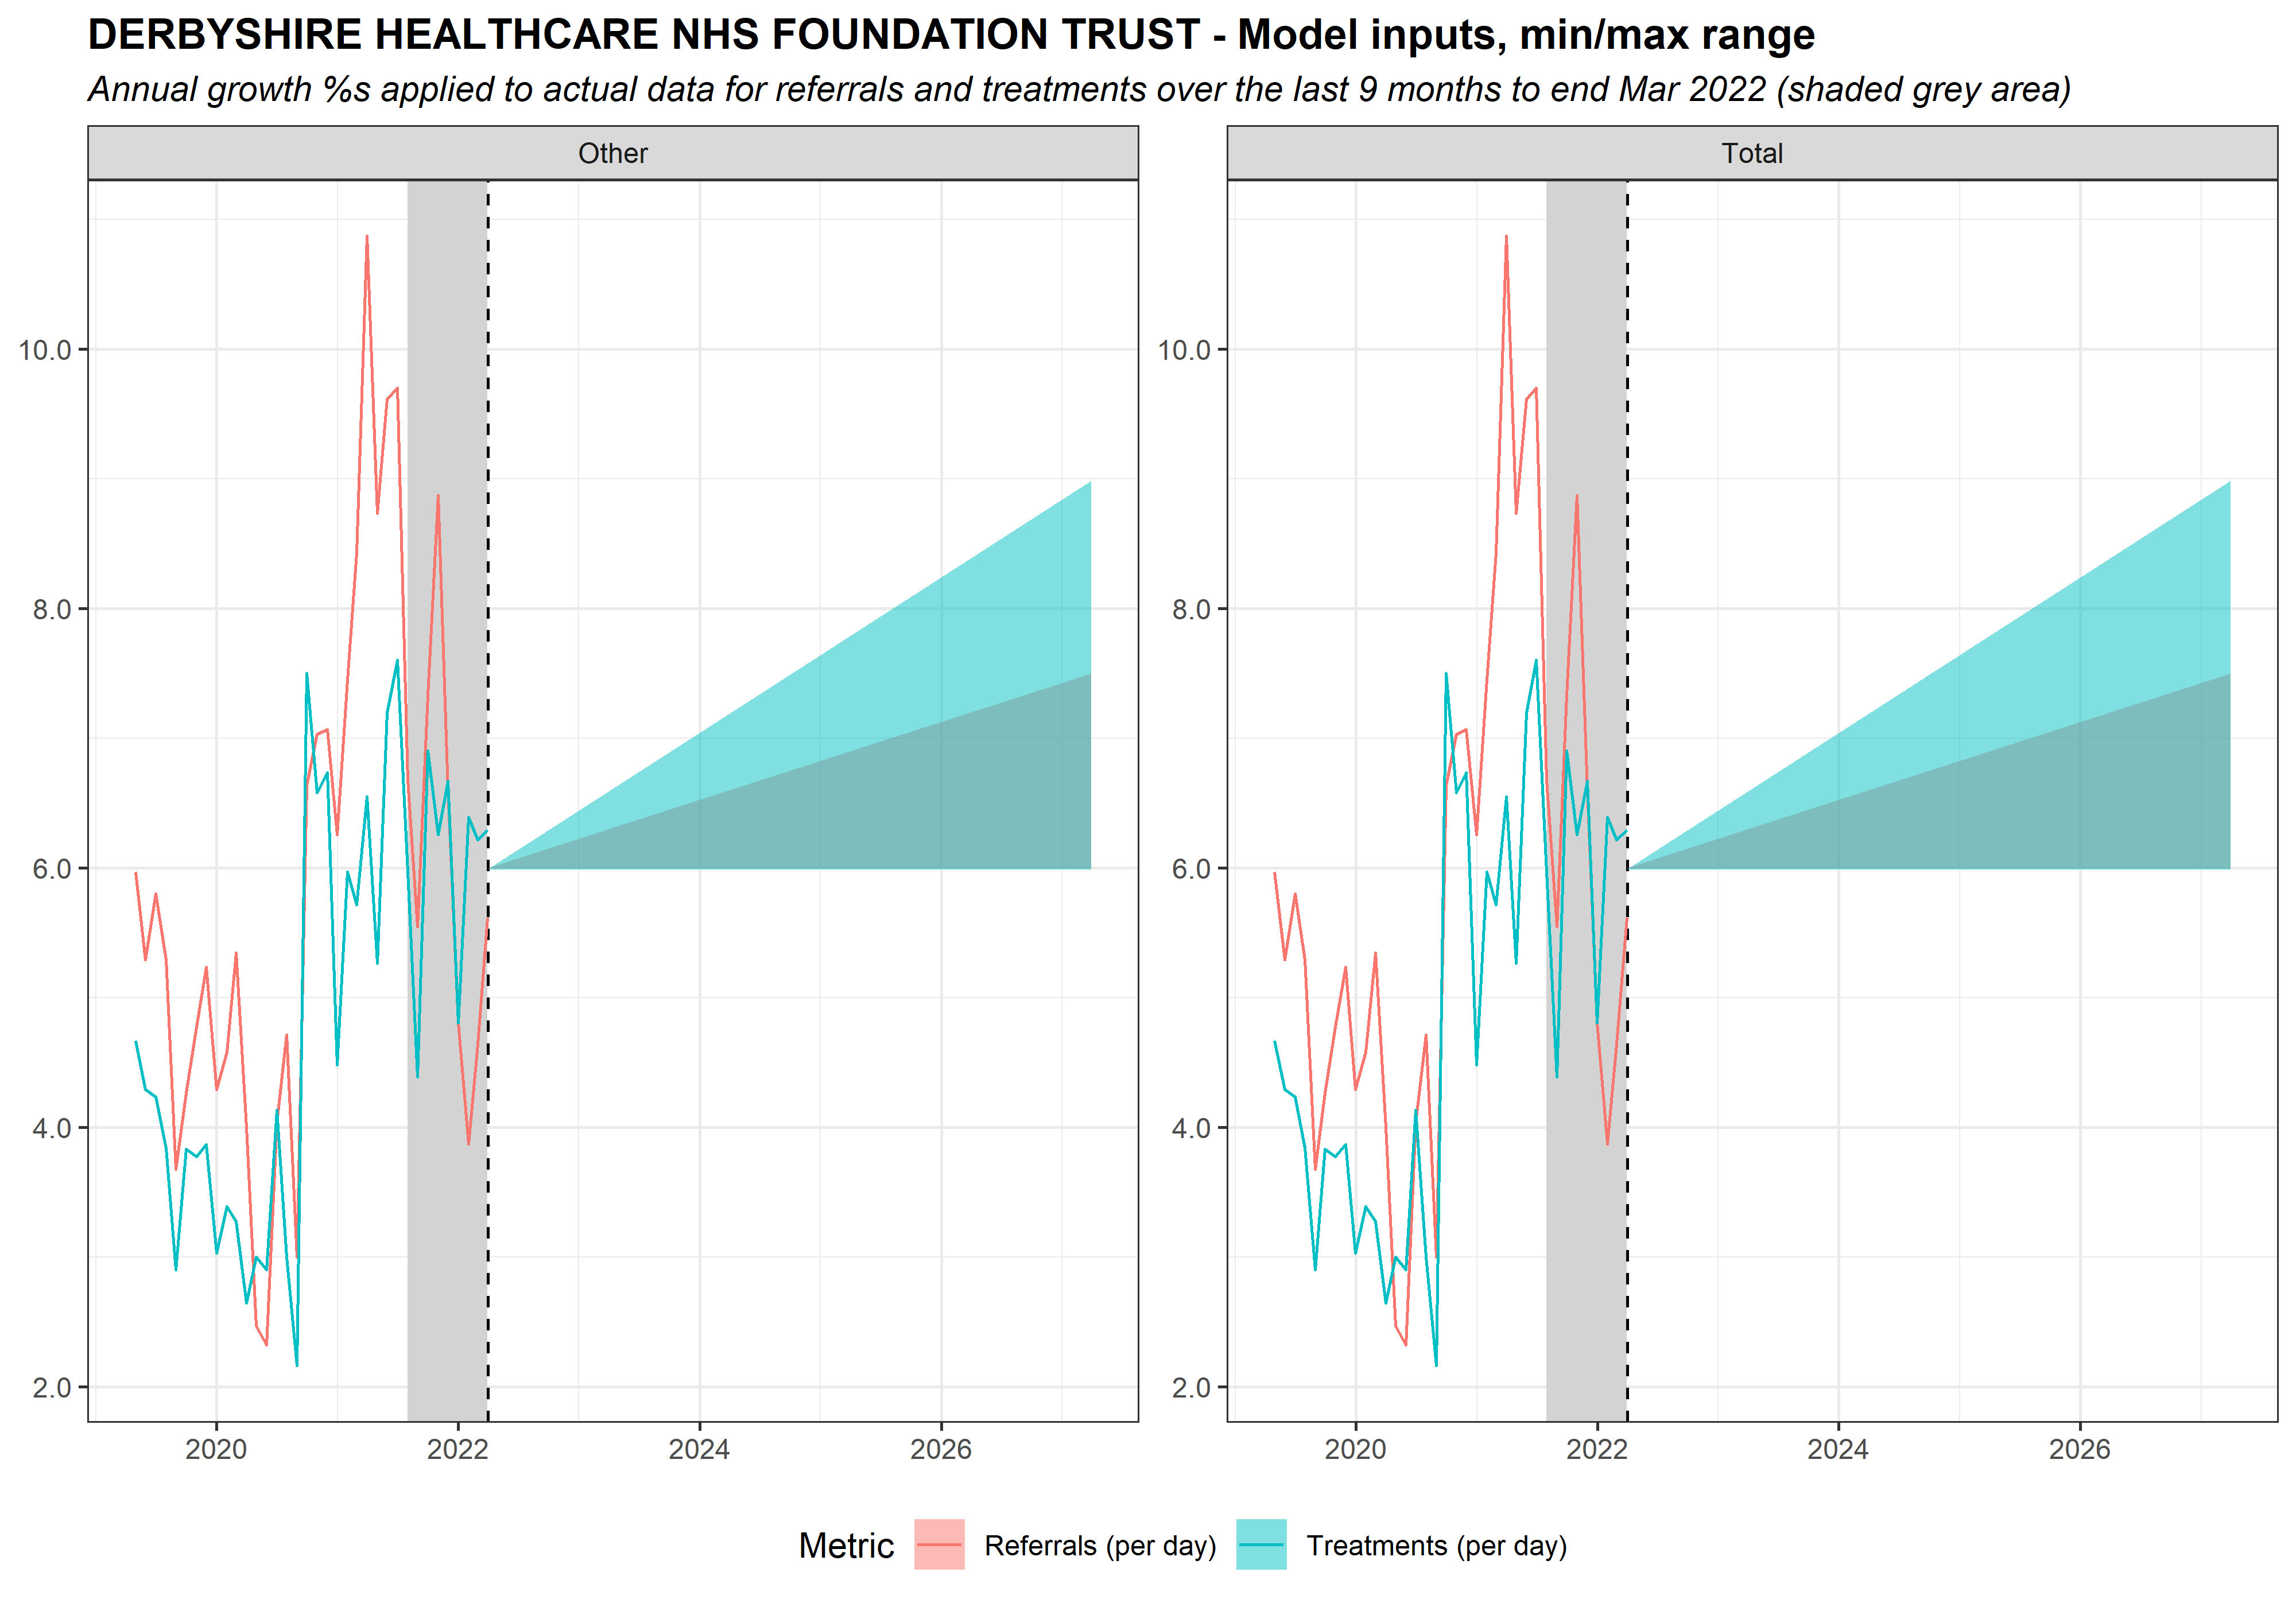 DERBYSHIRE HEALTHCARE NHS FOUNDATION TRUST - Model inputs, min/max range
Annual growth %s applied to actual data for referrals and treatments over the last 9 months to end Mar 2022 (shaded grey area)
Other
Total
10.0
8.0
6.0
4.0
2.0
10.0
8.0
6.0
4.0
2.0
2020 2022 2024 2026
2020 2022 2024 2026
Metric Referrals (per day) Treatments (per day)